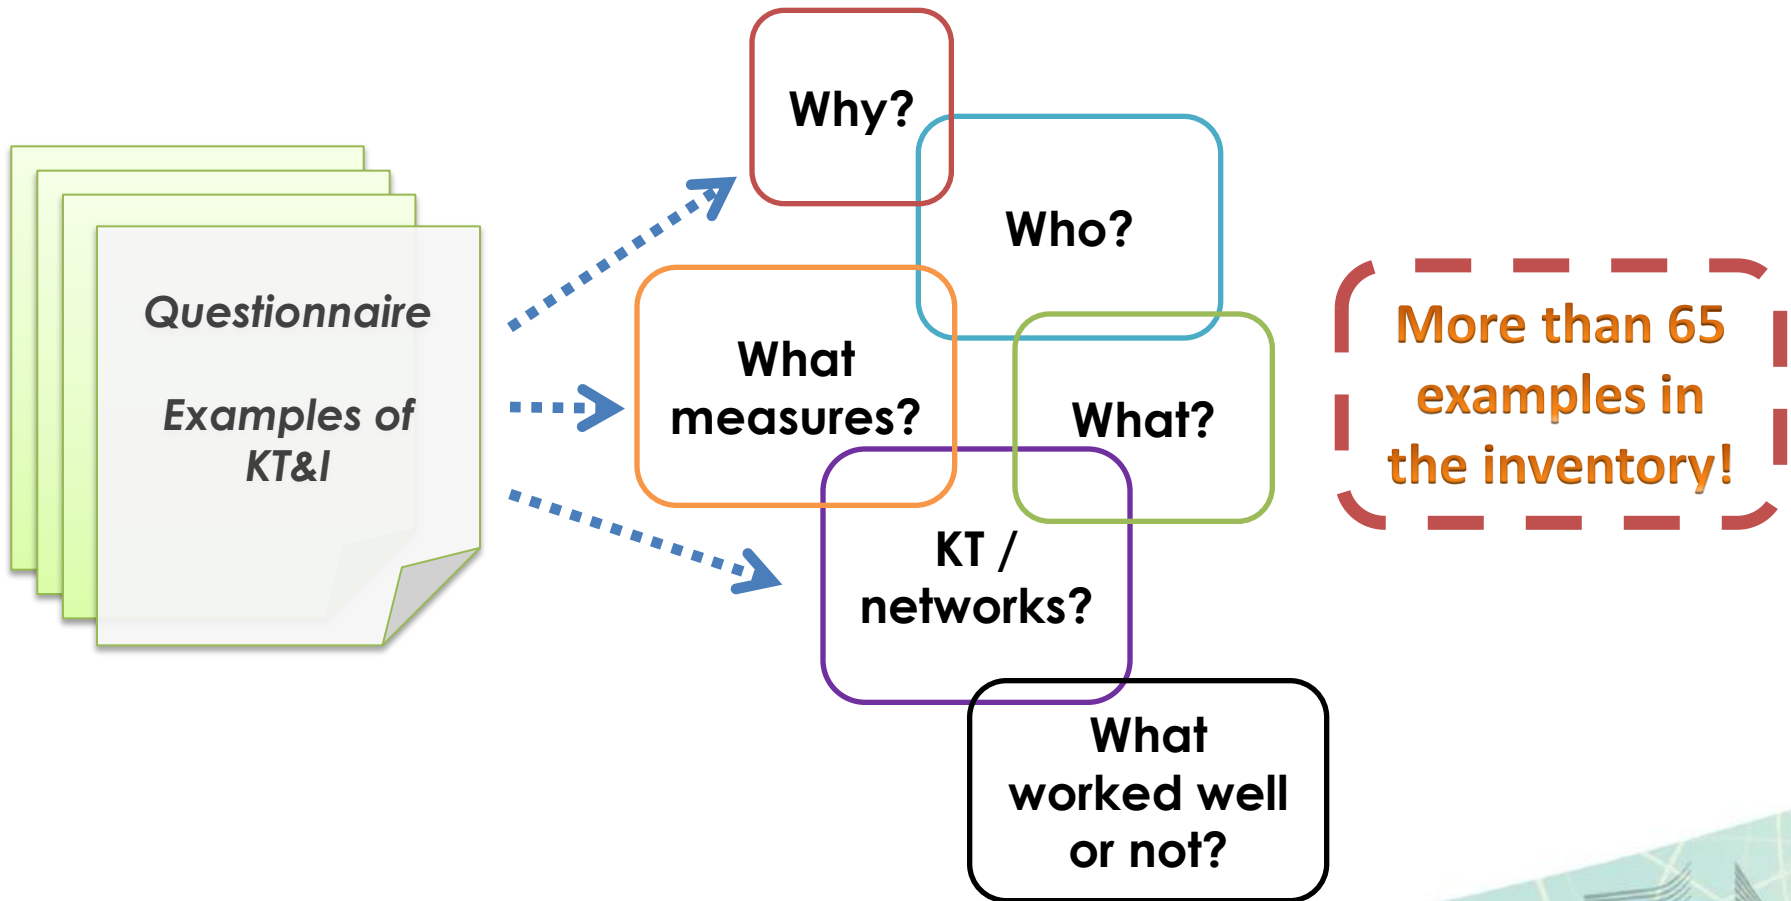 Questionnaire
Examples of
KT&I
Why?
Who?
What
measures?
What?
KT /
networks?
What
worked well
or not?
More than 65
examples in
the inventory!